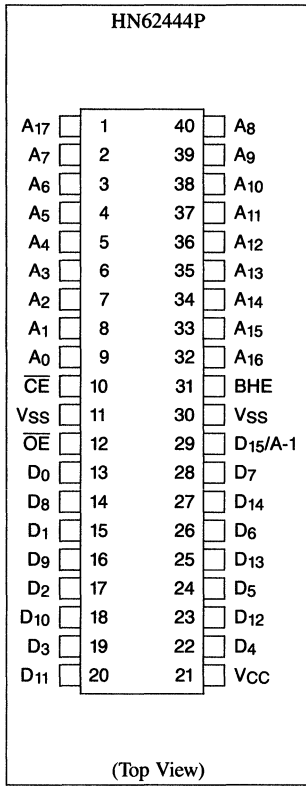 HN62444P
A17 1 40 A8
A7 2 39 A9
A6 3 38 A10
A5 4 37 A11
A4 5 36 A12
A3 6 35 A13
A2 7 34 A14
A1 8 33 A15
A0 9 32 A16
C̅E̅ 10 31 BHE
VSS 11 30 VSS
O̅E̅ 12 29 D15/A-1
D0 13 28 D7
D8 14 27 D14
D1 15 26 D6
D9 16 25 D13
D2 17 24 D5
D10 18 23 D12
D3 19 22 D4
D11 20 21 VCC
(Top View)